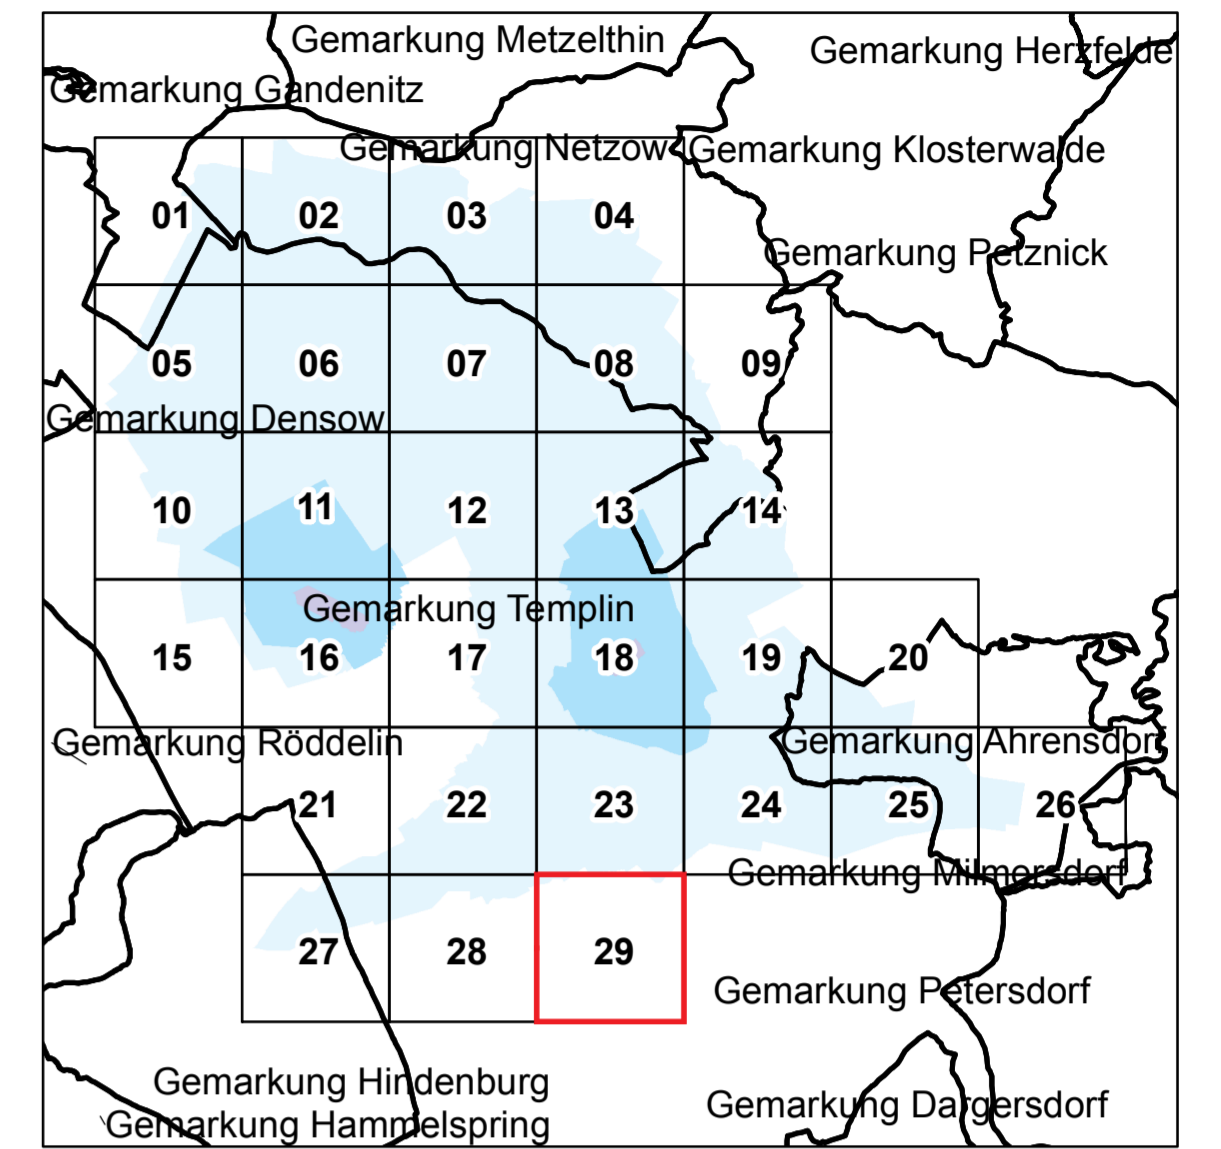 Gemarkung Metzelthin
Gemarkung Herzfelde
Gemarkung Gandenitz
Gemarkung Netzow
Gemarkung Klosterwalde
01 02 03 04
Gemarkung Petznick
05 06 07 08 09
Gemarkung Densow
10 11 12 13 14
Gemarkung Templin
15 16 17 18 19 20
Gemarkung Röddelin
Gemarkung Ahrensdorf
21 22 23 24 25 26
Gemarkung Milmersdorf
27 28 29
Gemarkung Petersdorf
Gemarkung Hindenburg
Gemarkung Dargersdorf
Gemarkung Hammelspring